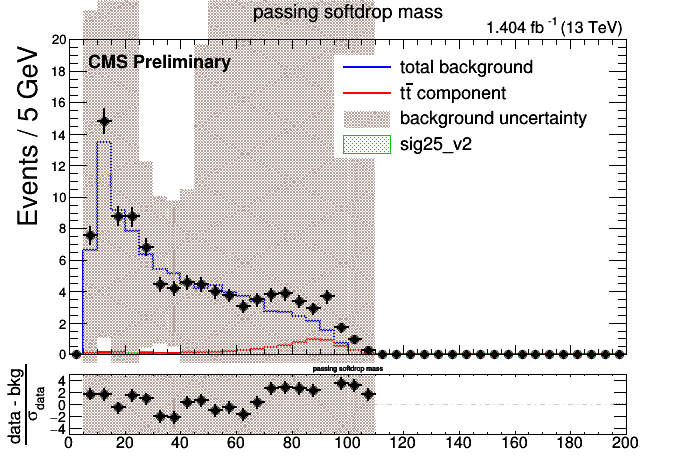 passing softdrop mass
1.404 fb⁻¹ (13 TeV)
CMS Preliminary
total background
tt̄ component
background uncertainty
sig25_v2
Events / 5 GeV
20
18
16
14
12
10
8
6
4
2
0
passing softdrop mass
data - bkg
σ data
4
2
0
−2
−4
0 20 40 60 80 100 120 140 160 180 200